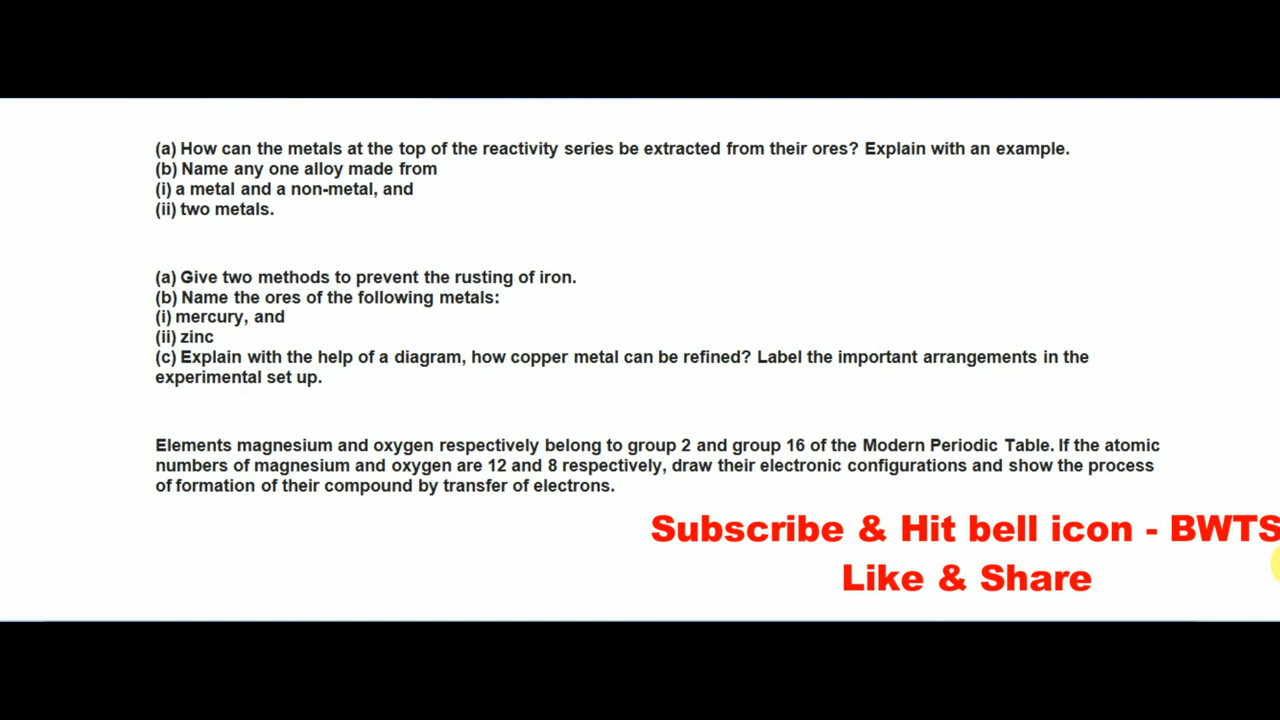 (a) How can the metals at the top of the reactivity series be extracted from their ores? Explain with an example.
(b) Name any one alloy made from
(i) a metal and a non-metal, and
(ii) two metals.
(a) Give two methods to prevent the rusting of iron.
(b) Name the ores of the following metals:
(i) mercury, and
(ii) zinc
(c) Explain with the help of a diagram, how copper metal can be refined? Label the important arrangements in the
experimental set up.
Elements magnesium and oxygen respectively belong to group 2 and group 16 of the Modern Periodic Table. If the atomic
numbers of magnesium and oxygen are 12 and 8 respectively, draw their electronic configurations and show the process
of formation of their compound by transfer of electrons.
Subscribe & Hit bell icon - BWTS
Like & Share